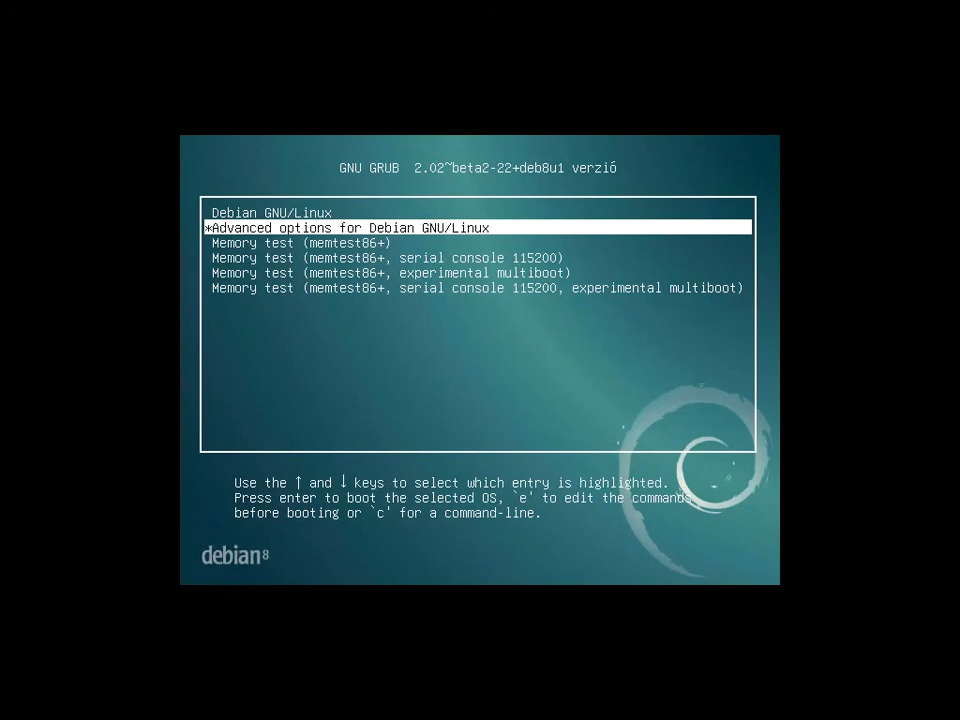 GNU GRUB  2.02~beta2-22+deb8u1 verzió
Debian GNU/Linux
*Advanced options for Debian GNU/Linux
Memory test (memtest86+)
Memory test (memtest86+, serial console 115200)
Memory test (memtest86+, experimental multiboot)
Memory test (memtest86+, serial console 115200, experimental multiboot)
Use the ↑ and ↓ keys to select which entry is highlighted.
Press enter to boot the selected OS, `e' to edit the commands
before booting or `c' for a command-line.
debian 8